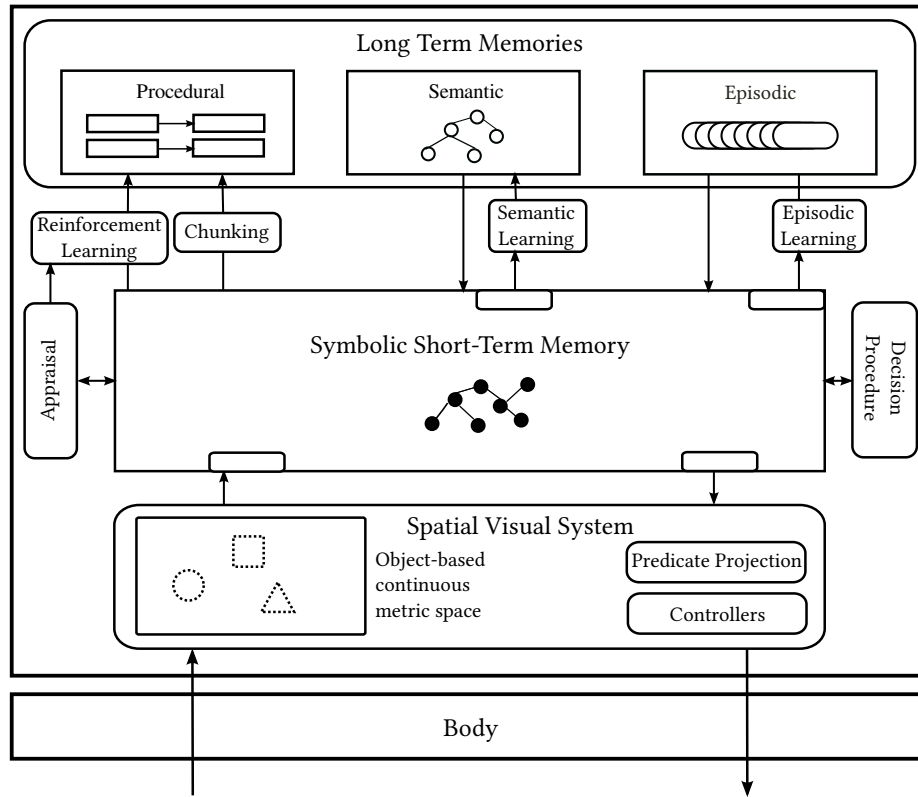 Long Term Memories
Procedural
Semantic
Episodic
Reinforcement
Learning
Chunking
Semantic
Learning
Episodic
Learning
Appraisal
Symbolic Short-Term Memory
Decision
Procedure
Spatial Visual System
Object-based
continuous
metric space
Predicate Projection
Controllers
Body